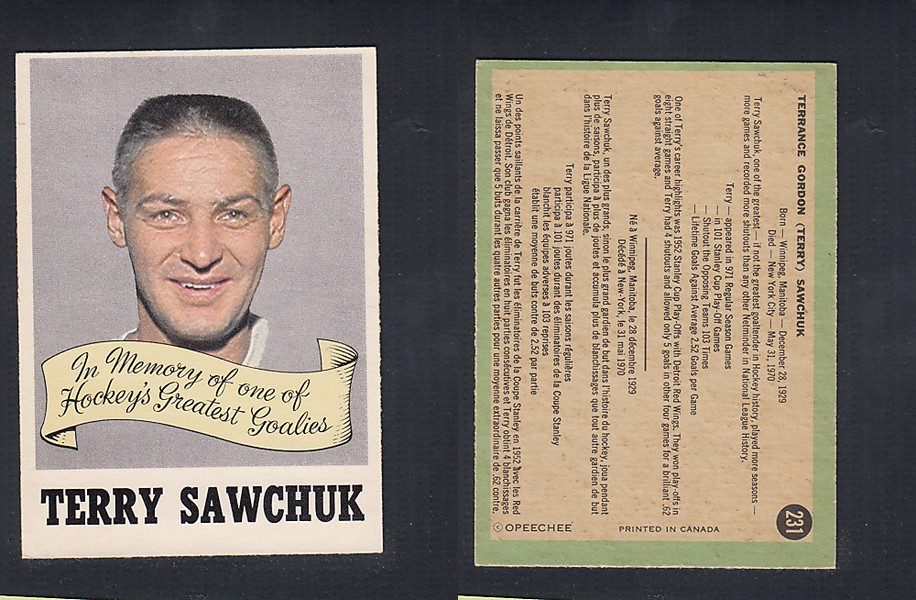 In Memory of one of
Hockey's Greatest Goalies
TERRY SAWCHUK
TERRANCE GORDON (TERRY) SAWCHUK
231
Born — Winnipeg, Manitoba — December 28, 1929
Died — New York City — May 31, 1970
Terry Sawchuk, one of the greatest — if not the greatest goaltender in Hockey history, played more seasons —
more games and recorded more shutouts than any other Netminder in National League History.
Terry — appeared in 971 Regular Season Games
— in 101 Stanley Cup Play-Off Games
— Shutout the Opposing Teams 103 Times
— Lifetime Goals Against Average 2.52 Goals per Game
One of Terry's career highlights was 1952 Stanley Cup Play-Offs with Detroit Red Wings. They won play-offs in
eight straight games and Terry had 4 shutouts and allowed only 5 goals in other four games for a brilliant .62
goals against average.
Né à Winnipeg, Manitoba, le 28 décembre 1929
Décédé à New-York, le 31 mai 1970
Terry Sawchuk, un des plus grands, sinon le plus grand gardien de but dans l'histoire du hockey, joua pendant
plus de saisons, participa à plus de joutes et accumula plus de blanchissages que tout autre gardien de but
dans l'histoire de la Ligue Nationale.
Terry participa à 971 joutes durant les saisons régulières
participa à 101 joutes durant des éliminatoires de la Coupe Stanley
blanchit les équipes adverses à 103 reprises
établit une moyenne de buts contre de 2.52 par partie
Un des points saillants de la carrière de Terry fut les éliminatoires de la Coupe Stanley en 1952 avec les Red
Wings de Détroit. Son club gagna les éliminatoires en huit parties consécutives et Terry obtint 4 blanchissages
et ne laissa passer que 5 buts durant les quatre autres parties pour une moyenne extraordinaire de .62 contre.
© OPEECHEE
PRINTED IN CANADA